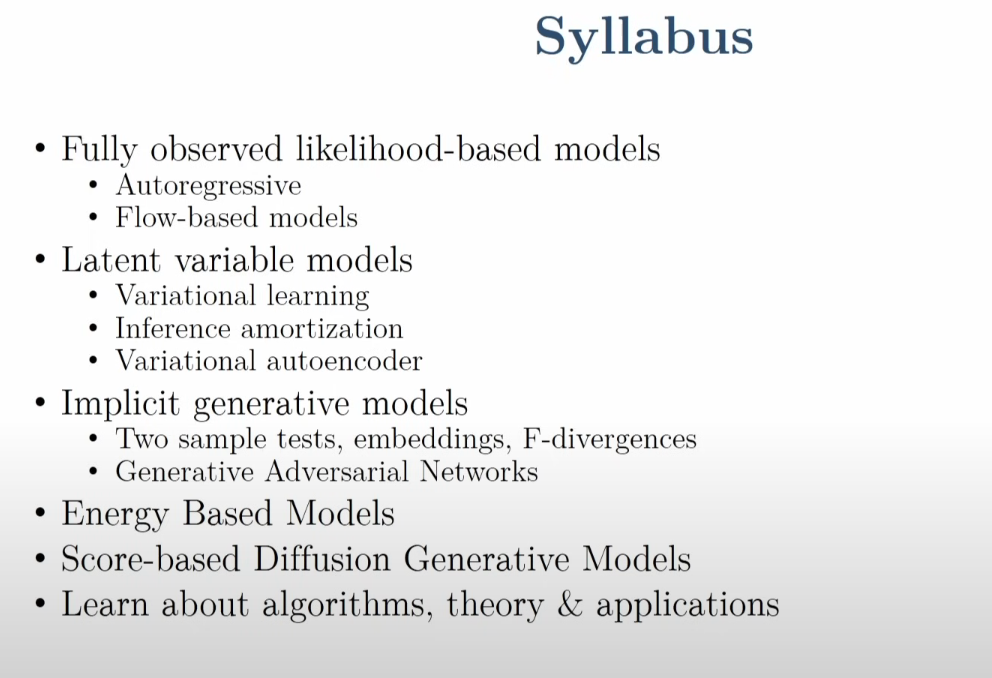 Syllabus
• Fully observed likelihood-based models
• Autoregressive
• Flow-based models
• Latent variable models
• Variational learning
• Inference amortization
• Variational autoencoder
• Implicit generative models
• Two sample tests, embeddings, F-divergences
• Generative Adversarial Networks
• Energy Based Models
• Score-based Diffusion Generative Models
• Learn about algorithms, theory & applications